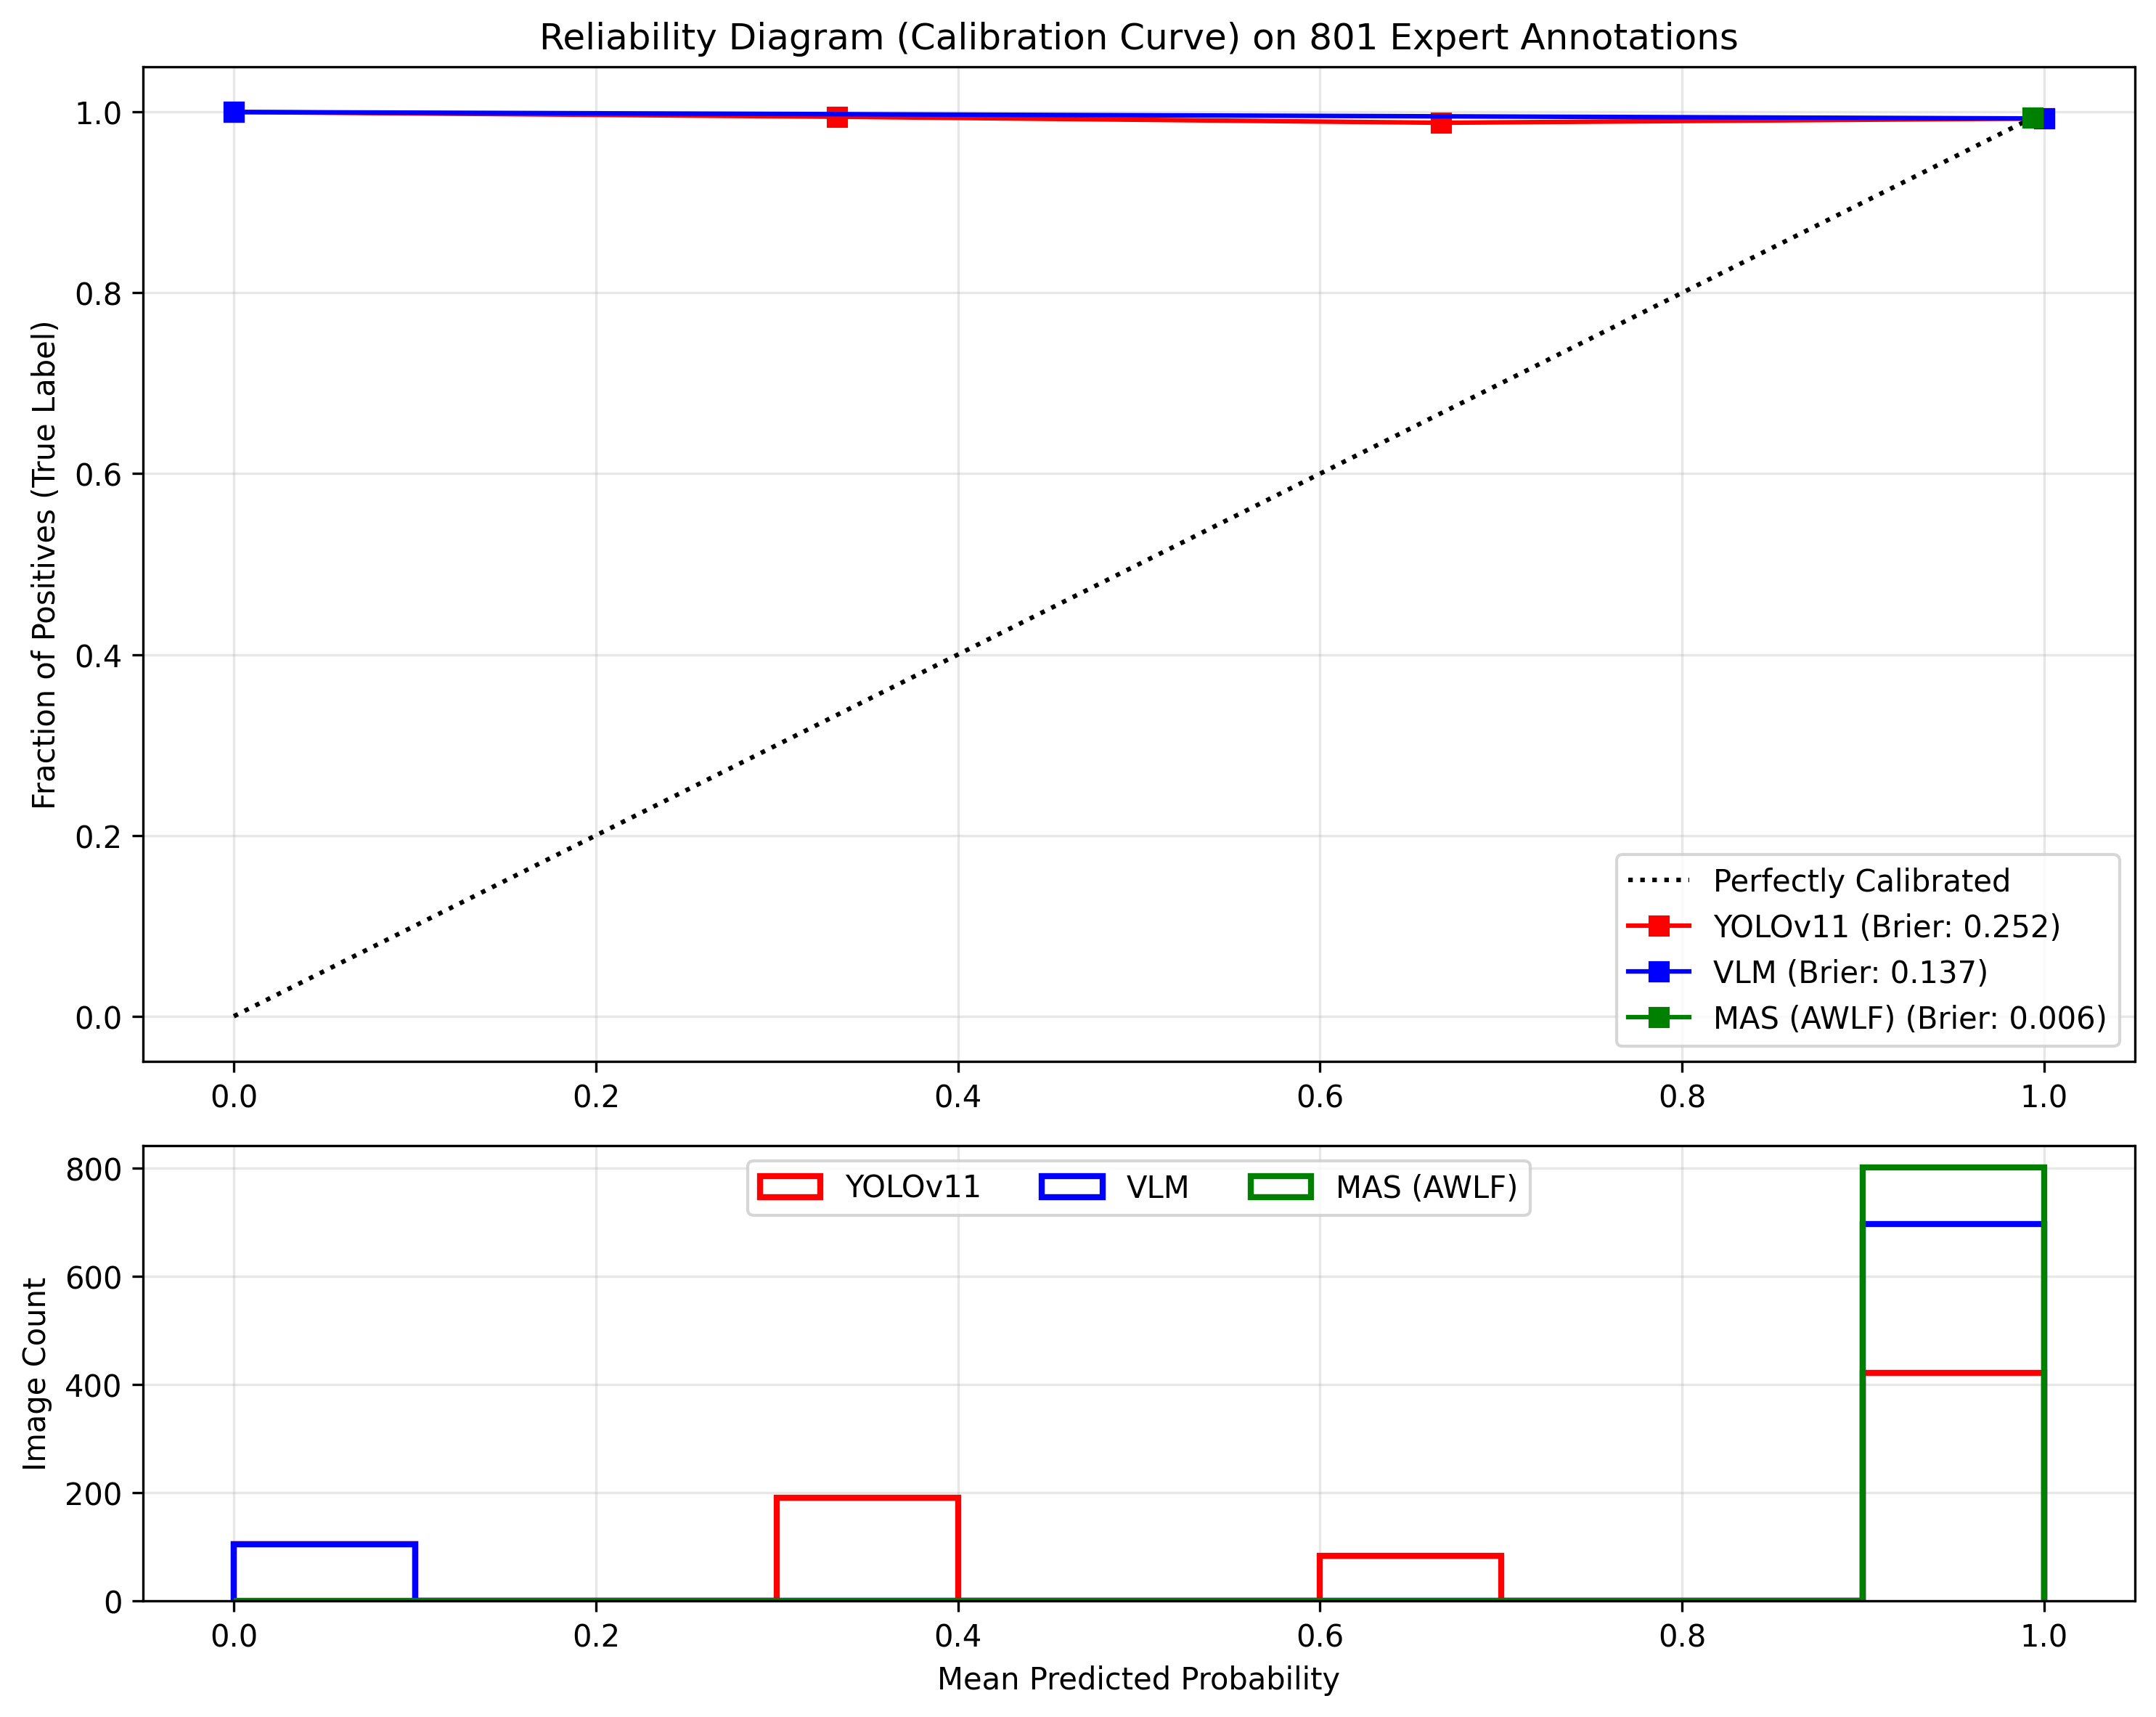 Reliability Diagram (Calibration Curve) on 801 Expert Annotations
Fraction of Positives (True Label)
1.0
0.8
0.6
0.4
0.2
0.0
0.0 0.2 0.4 0.6 0.8 1.0
Perfectly Calibrated
YOLOv11 (Brier: 0.252)
VLM (Brier: 0.137)
MAS (AWLF) (Brier: 0.006)
Image Count
800
600
400
200
0
YOLOv11 VLM MAS (AWLF)
0.0 0.2 0.4 0.6 0.8 1.0
Mean Predicted Probability